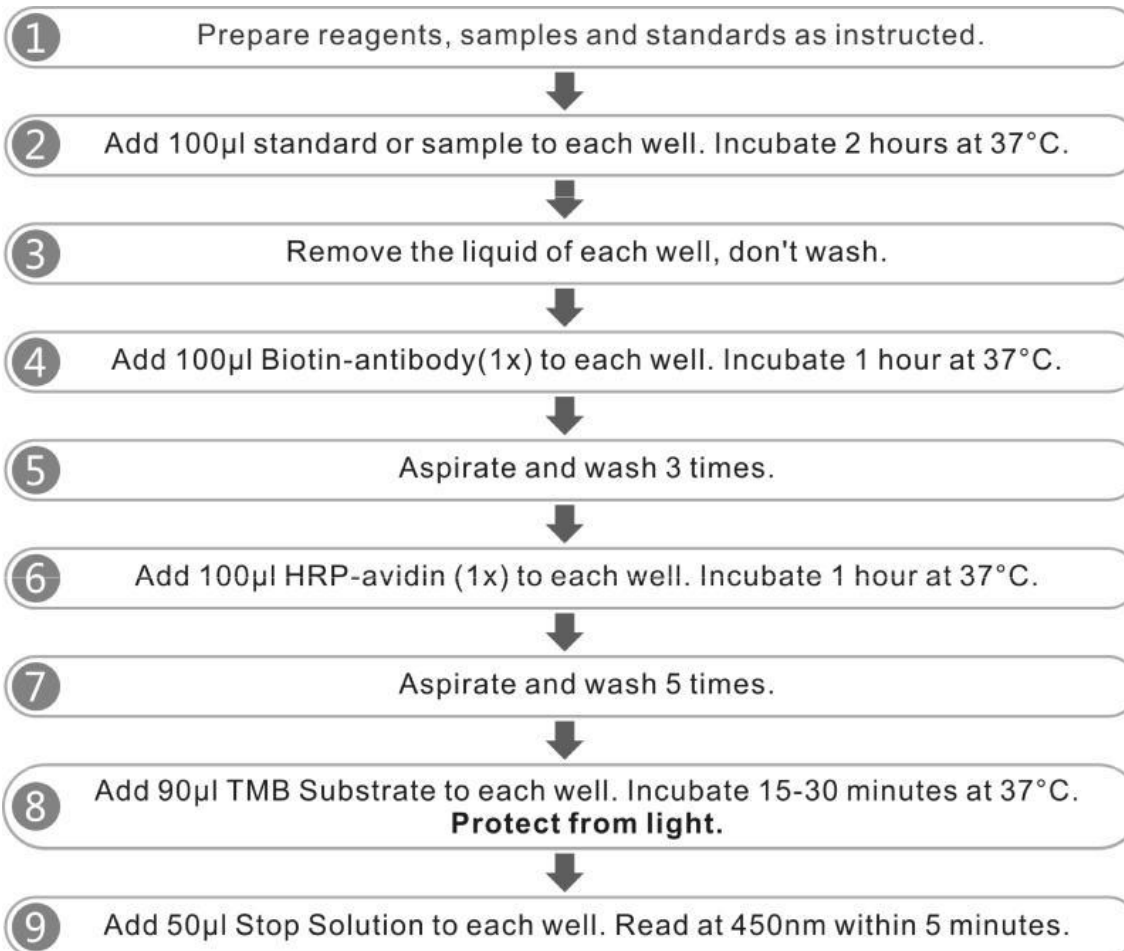 1 Prepare reagents, samples and standards as instructed.
2 Add 100μl standard or sample to each well. Incubate 2 hours at 37°C.
3 Remove the liquid of each well, don't wash.
4 Add 100μl Biotin-antibody(1x) to each well. Incubate 1 hour at 37°C.
5 Aspirate and wash 3 times.
6 Add 100μl HRP-avidin (1x) to each well. Incubate 1 hour at 37°C.
7 Aspirate and wash 5 times.
8 Add 90μl TMB Substrate to each well. Incubate 15-30 minutes at 37°C.
Protect from light.
9 Add 50μl Stop Solution to each well. Read at 450nm within 5 minutes.